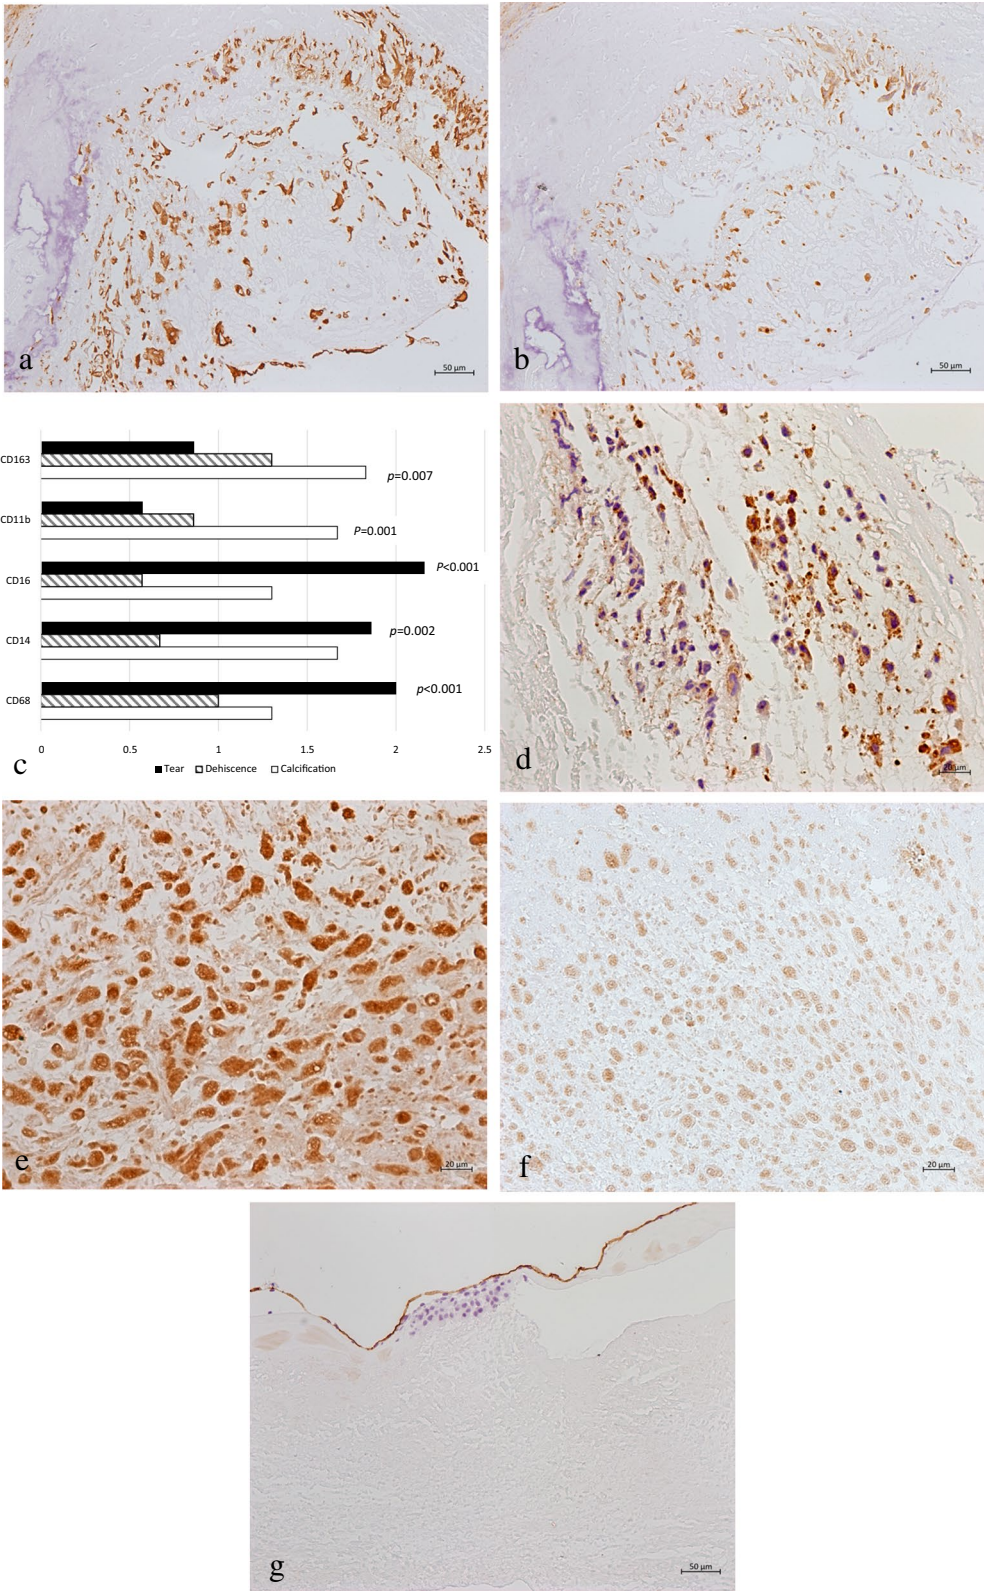 a
50 µm
b
50 µm
CD163
p=0.007
CD11b
P=0.001
CD16
P<0.001
CD14
p=0.002
CD68
p<0.001
0 0.5 1 1.5 2 2.5
Tear Dehiscence Calcification
c
d
20 µm
e
20 µm
f
20 µm
g
50 µm